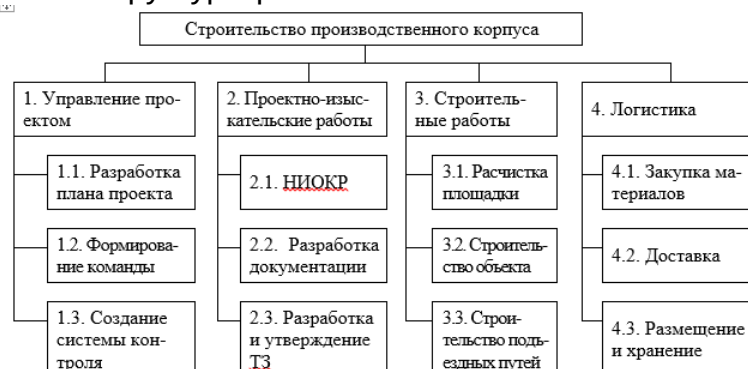 Строительство производственного корпуса
1. Управление про-
ектом
2. Проектно-изыс-
кательские работы
3. Строитель-
ные работы
4. Логистика
1.1. Разработка
плана проекта
2.1. НИОКР
3.1. Расчистка
площадки
4.1. Закупка ма-
териалов
1.2. Формирова-
ние команды
2.2. Разработка
документации
3.2. Строитель-
ство объекта
4.2. Доставка
1.3. Создание
системы кон-
троля
2.3. Разработка
и утверждение
ТЗ
3.3. Строи-
тельство подъ-
ездных путей
4.3. Размещение
и хранение